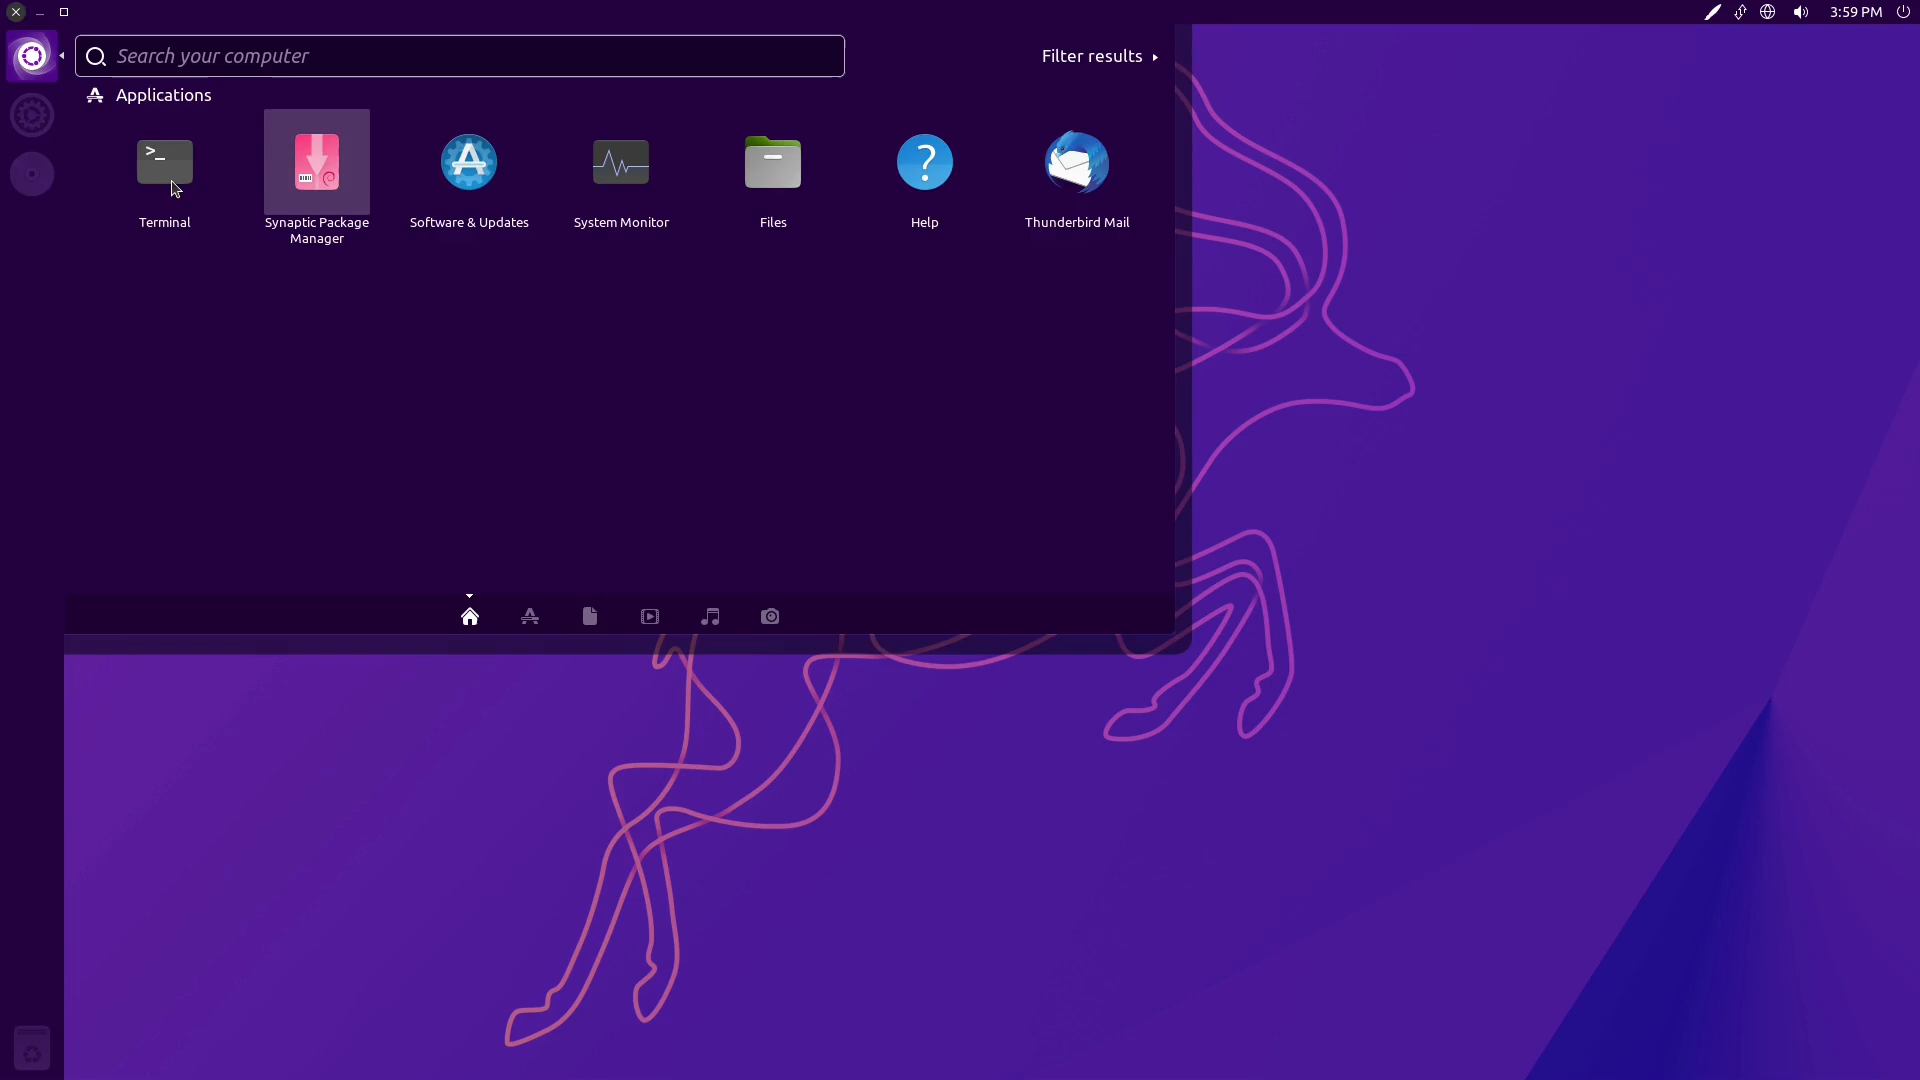 3:59 PM
Search your computer
Filter results
Applications
>_
Terminal
Synaptic Package
Manager
Software & Updates
System Monitor
Files
?
Help
Thunderbird Mail